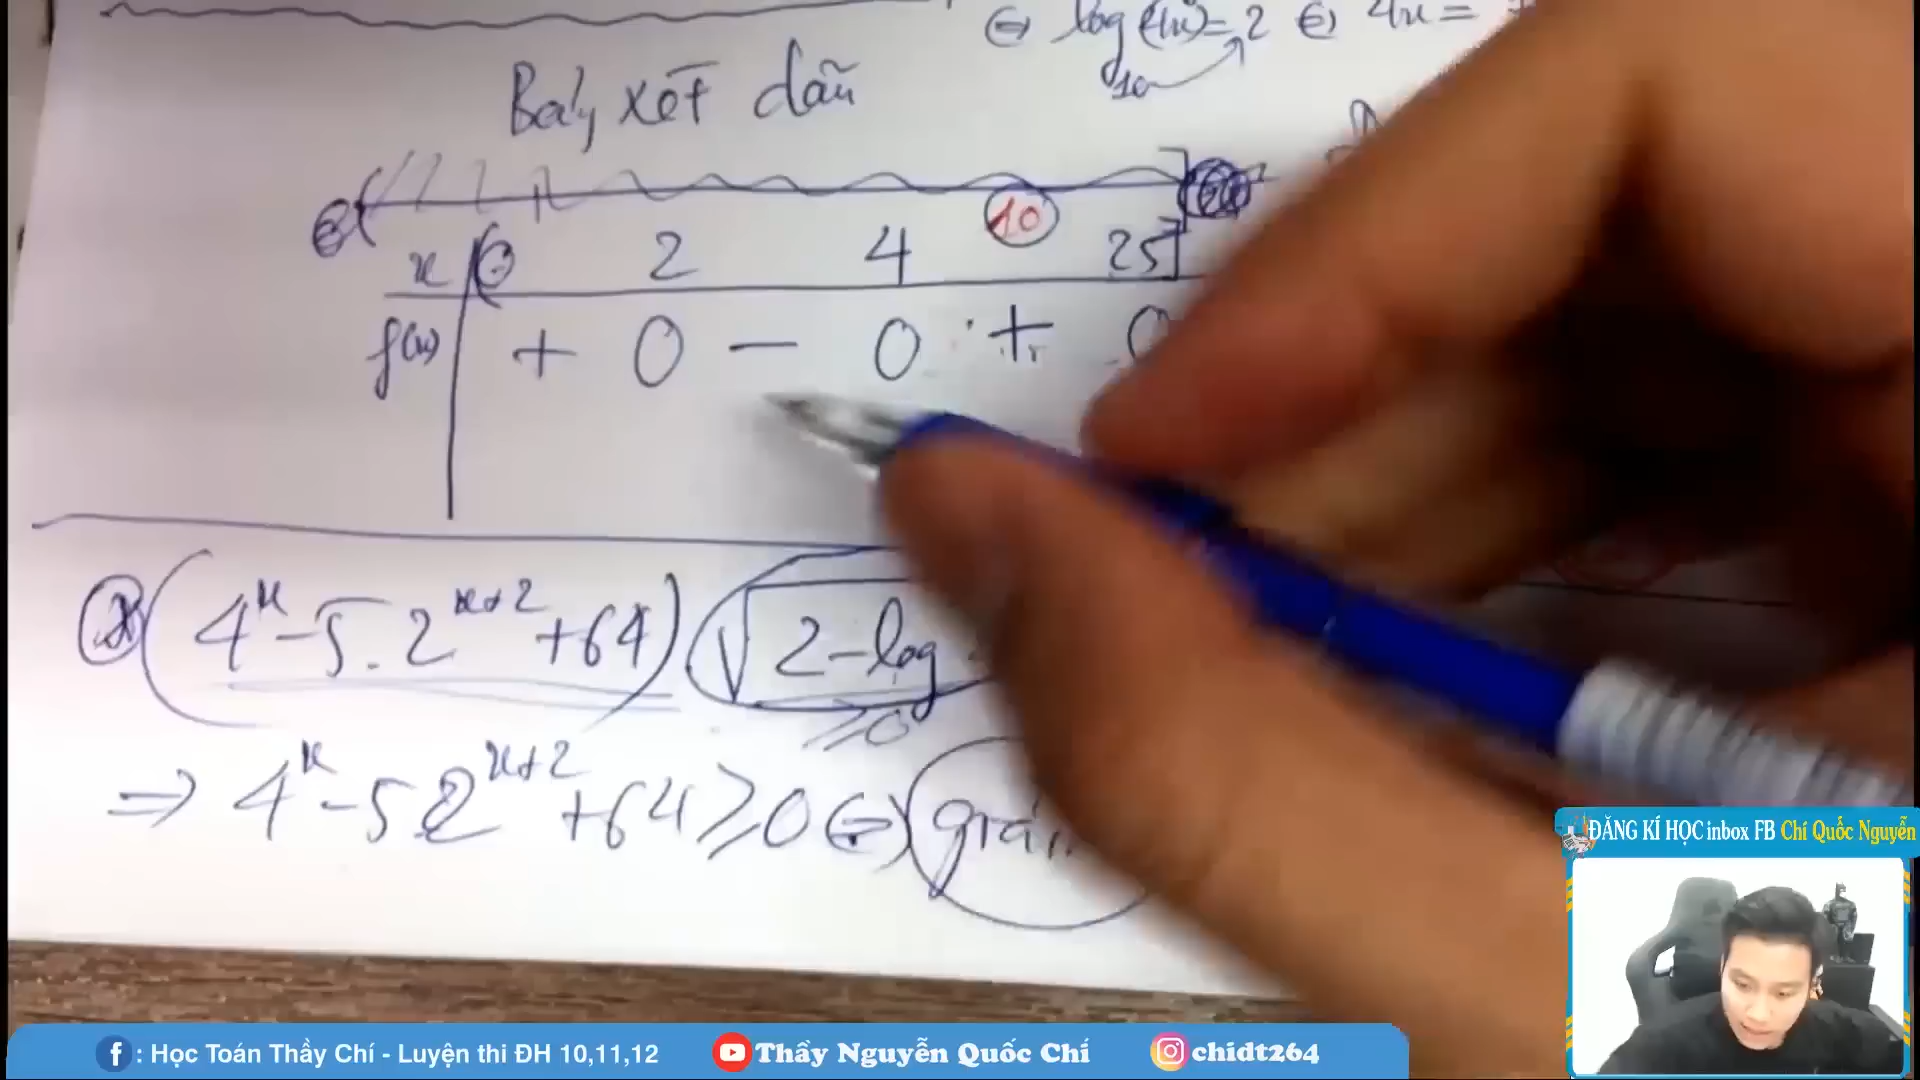 ⇔ log (4x) = 2 ⇔ 4x =
10
Bảng xét dấu
10
x 0 2 4 25
f(x) + 0 − 0 + 0
(4^x − 5.2^{x+2} + 64) √2 − log
≥ 0
⇒ 4^x − 5 2^{x+2} + 64 ≥ 0 ⇔
ĐĂNG KÍ HỌC inbox FB Chí Quốc Nguyễn
f : Học Toán Thầy Chí - Luyện thi ĐH 10,11,12 Thầy Nguyễn Quốc Chí chidt264